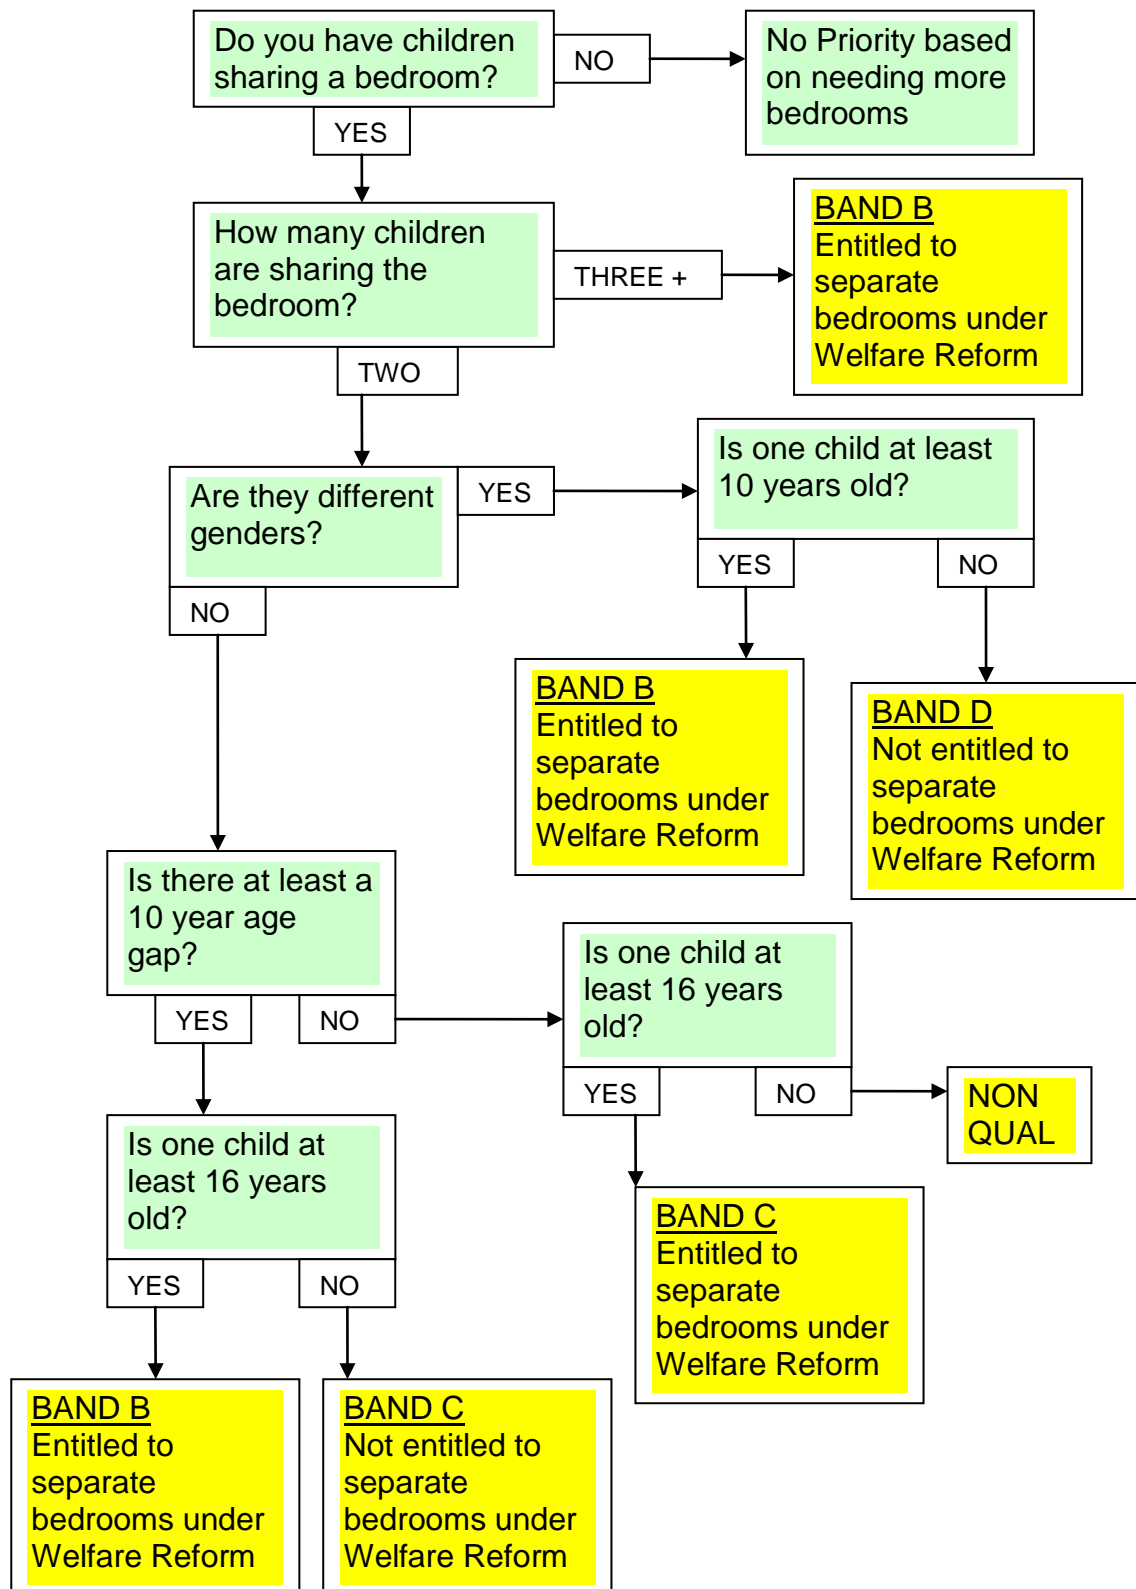 Do you have children
sharing a bedroom?
NO
No Priority based
on needing more
bedrooms
YES
How many children
are sharing the
bedroom?
THREE +
BAND B
Entitled to
separate
bedrooms under
Welfare Reform
TWO
Are they different
genders?
YES
Is one child at least
10 years old?
YES
NO
NO
BAND B
Entitled to
separate
bedrooms under
Welfare Reform
BAND D
Not entitled to
separate
bedrooms under
Welfare Reform
Is there at least a
10 year age
gap?
YES
NO
Is one child at
least 16 years
old?
YES
NO
NON
QUAL
Is one child at
least 16 years
old?
YES
NO
BAND C
Entitled to
separate
bedrooms under
Welfare Reform
BAND B
Entitled to
separate
bedrooms under
Welfare Reform
BAND C
Not entitled to
separate
bedrooms under
Welfare Reform